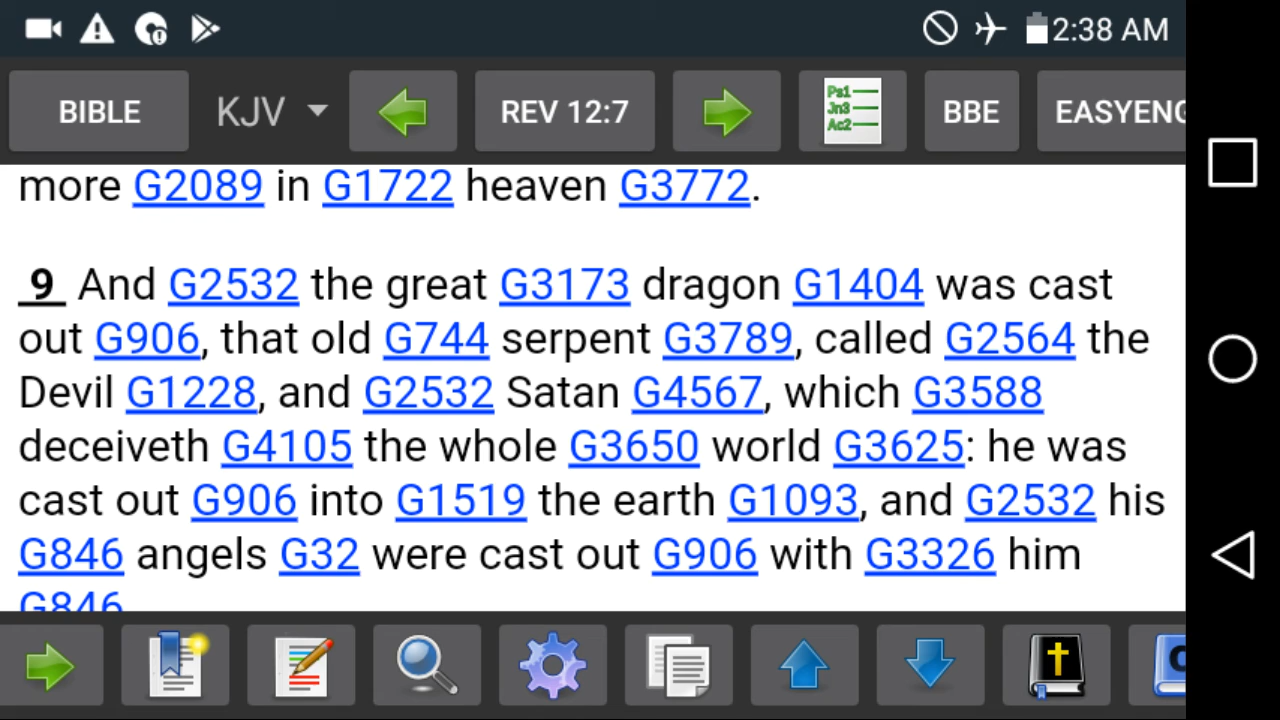 2:38 AM
BIBLE KJV REV 12:7 Ps1 Jn3 Ac2 BBE EASYENG
more G2089 in G1722 heaven G3772.
9 And G2532 the great G3173 dragon G1404 was cast
out G906, that old G744 serpent G3789, called G2564 the
Devil G1228, and G2532 Satan G4567, which G3588
deceiveth G4105 the whole G3650 world G3625: he was
cast out G906 into G1519 the earth G1093, and G2532 his
G846 angels G32 were cast out G906 with G3326 him
G846